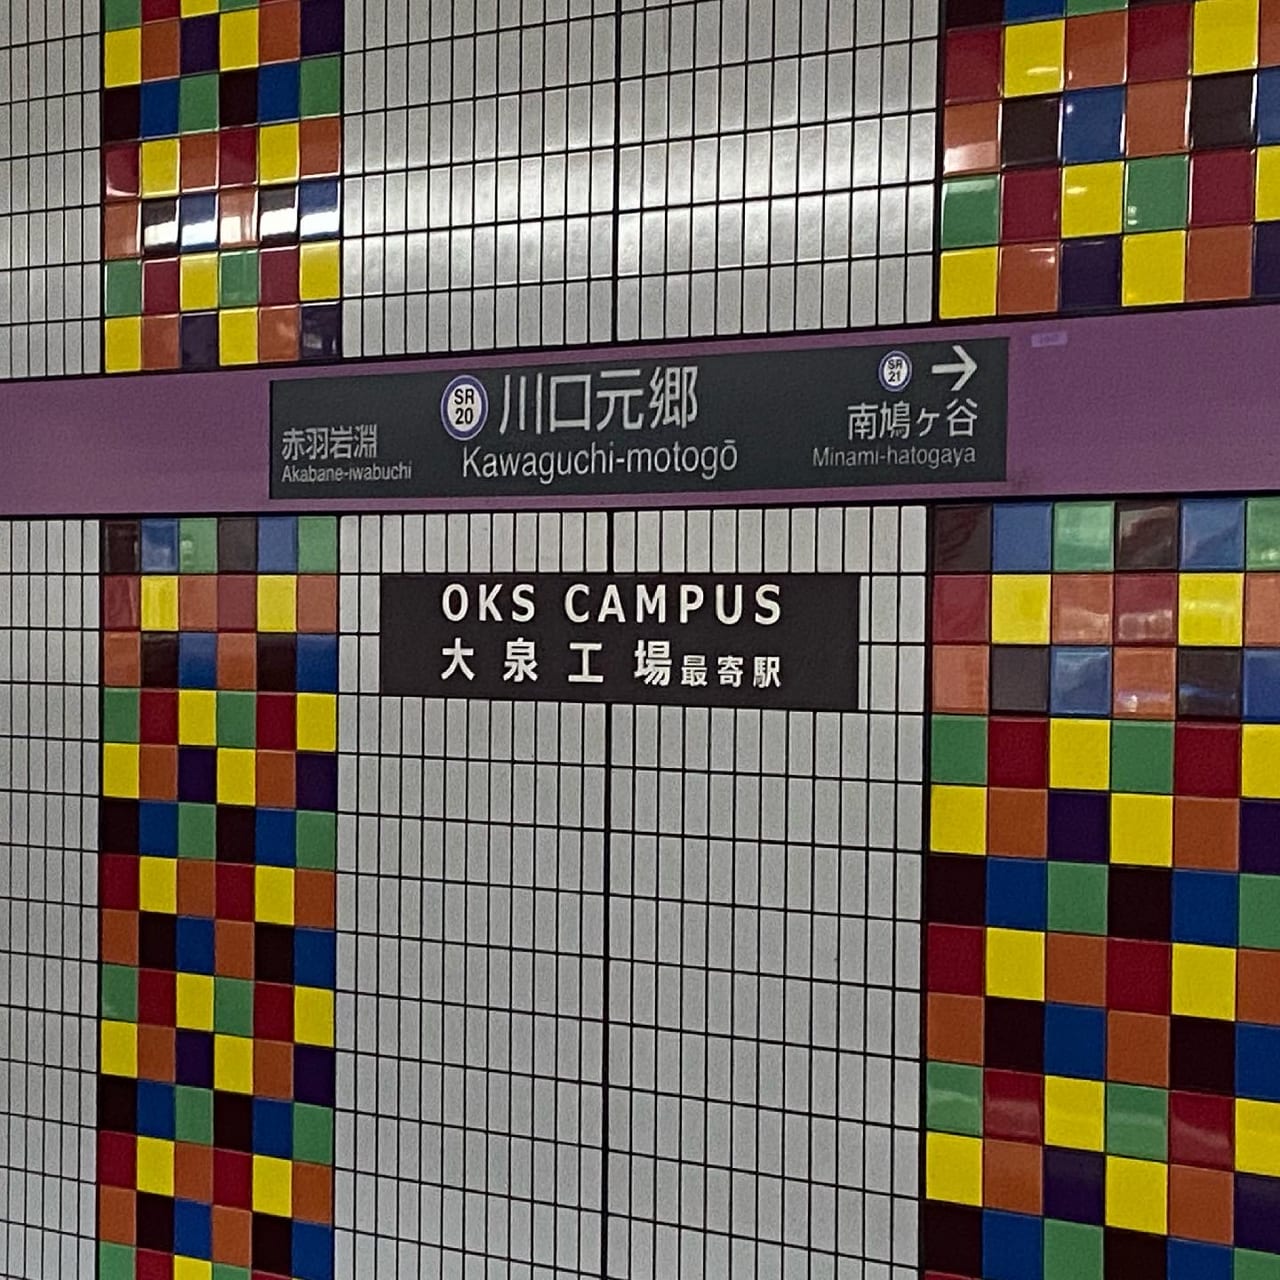 赤羽岩淵
Akabane-iwabuchi
SR
20
川口元郷
Kawaguchi-motogō
SR
21
→
南鳩ヶ谷
Minami-hatogaya
OKS CAMPUS
大泉工場最寄駅